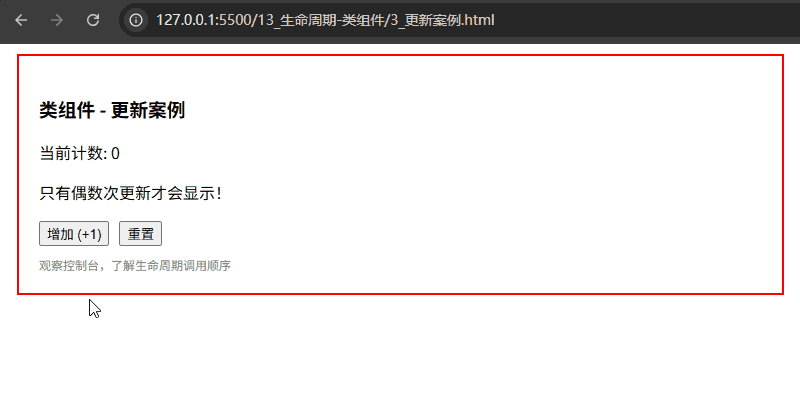 127.0.0.1:5500/13_生命周期-类组件/3_更新案例.html
类组件 - 更新案例
当前计数: 0
只有偶数次更新才会显示！
增加 (+1) 重置
观察控制台，了解生命周期调用顺序